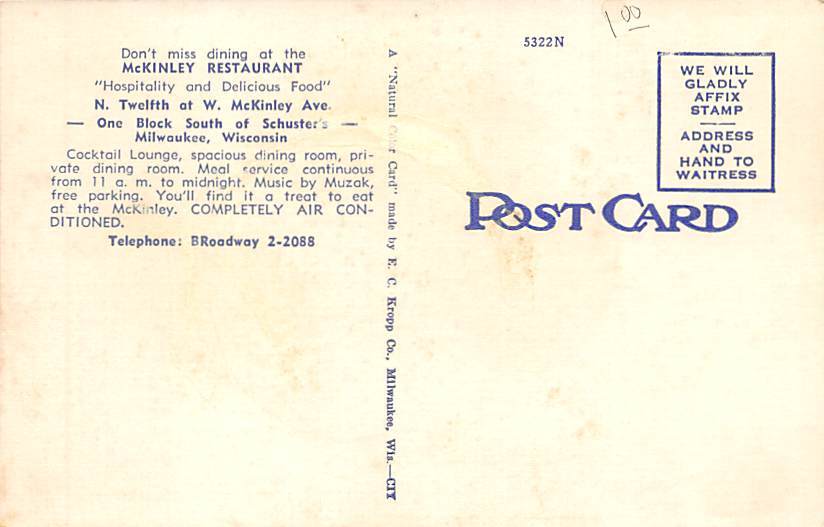 Don't miss dining at the
McKINLEY RESTAURANT
"Hospitality and Delicious Food"
N. Twelfth at W. McKinley Ave.
— One Block South of Schuster's —
Milwaukee, Wisconsin
Cocktail Lounge, spacious dining room, pri-
vate dining room. Meal service continuous
from 11 a. m. to midnight. Music by Muzak,
free parking. You'll find it a treat to eat
at the McKinley. COMPLETELY AIR CON-
DITIONED.
Telephone: BRoadway 2-2088
A "Natural Color Card" made by E. C. Kropp Co., Milwaukee, Wis.—CIY
5322N
1 00
WE WILL
GLADLY
AFFIX
STAMP
—
ADDRESS
AND
HAND TO
WAITRESS
POST CARD